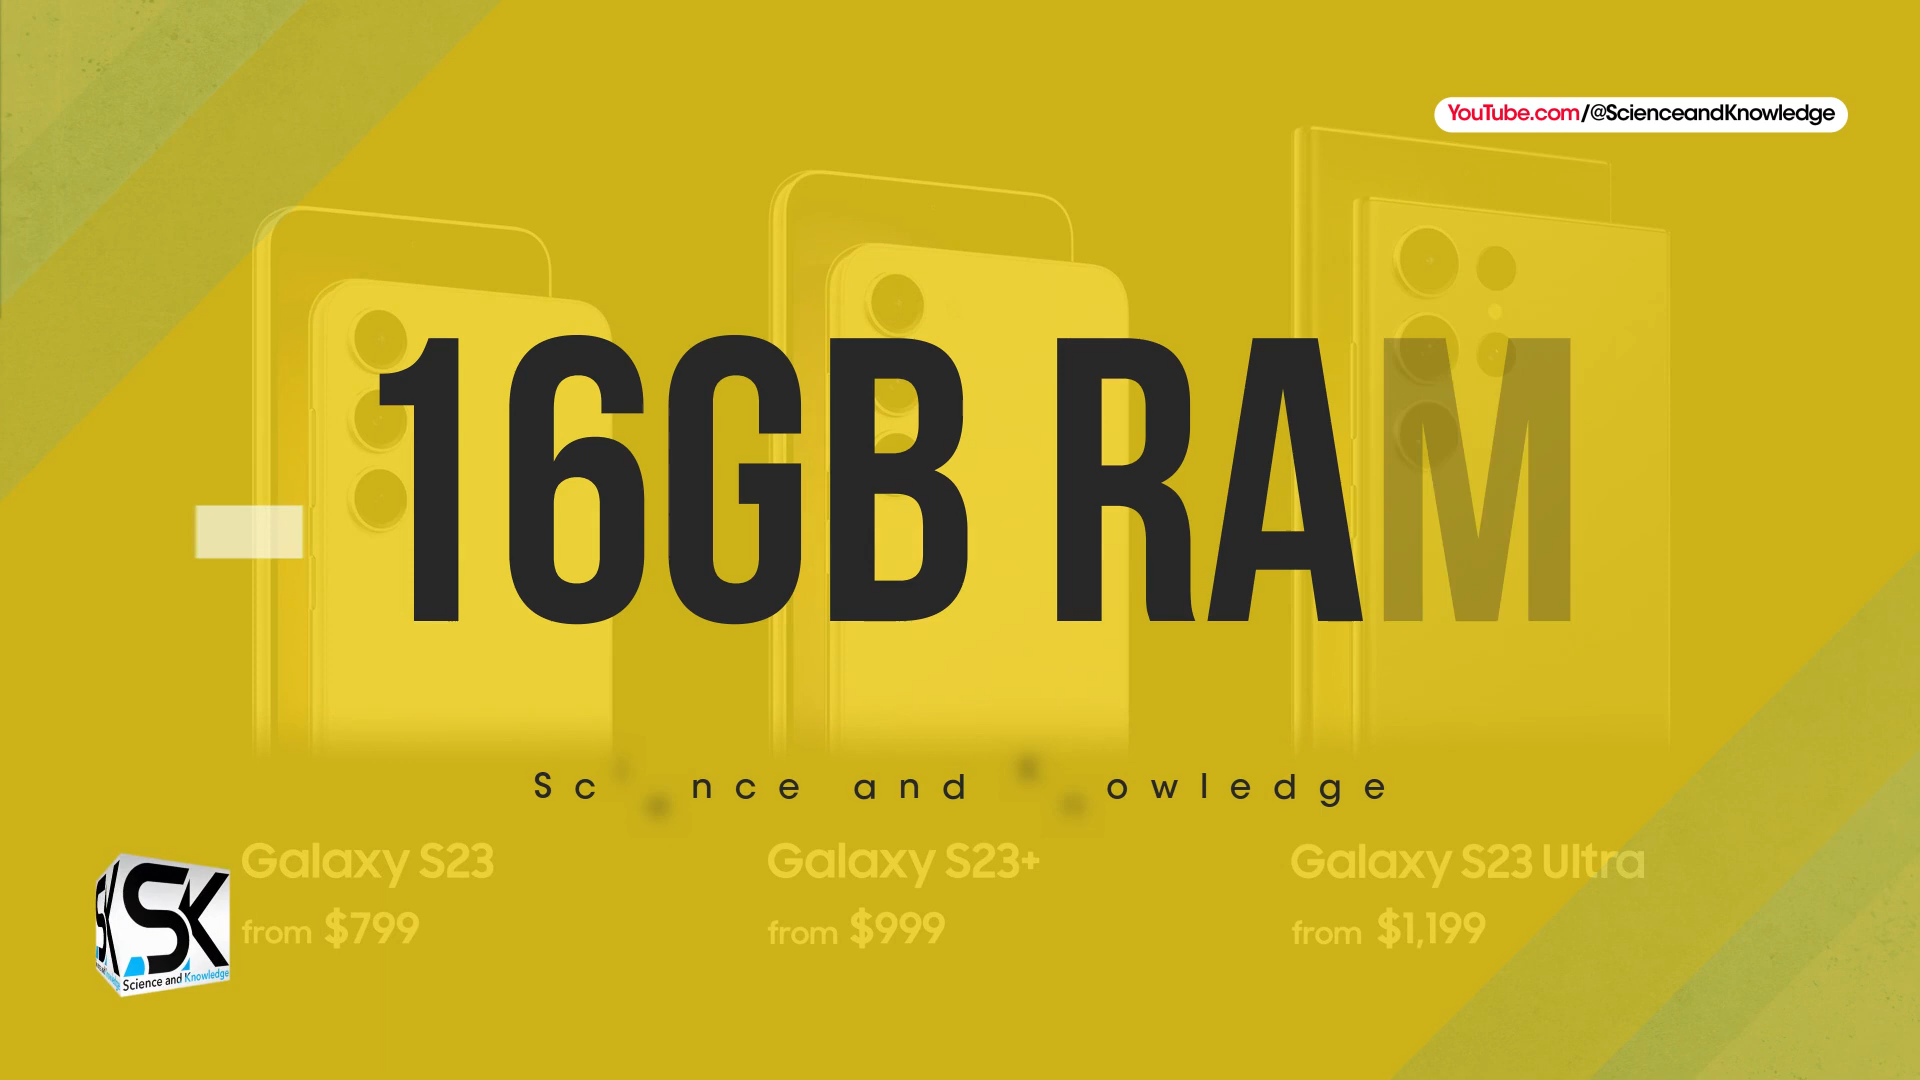 YouTube.com/@ScienceandKnowledge
16GB RAM
Sc nce and owledge
Galaxy S23
from $799
Galaxy S23+
from $999
Galaxy S23 Ultra
from $1,199
SK
Science and Knowledge